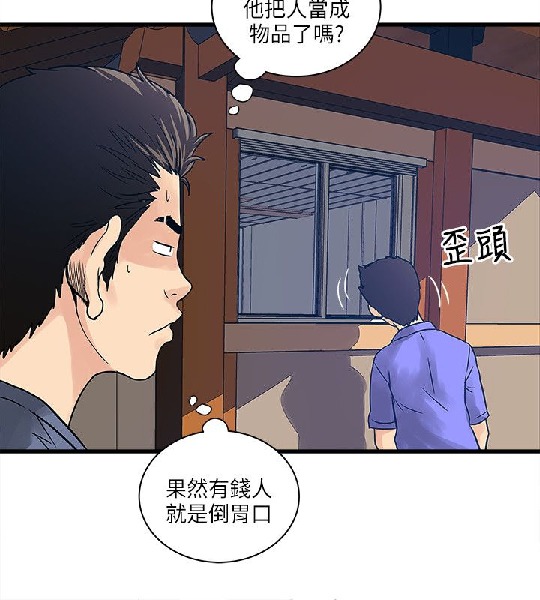 他把人當成
物品了嗎?
歪頭
果然有錢人
就是倒胃口